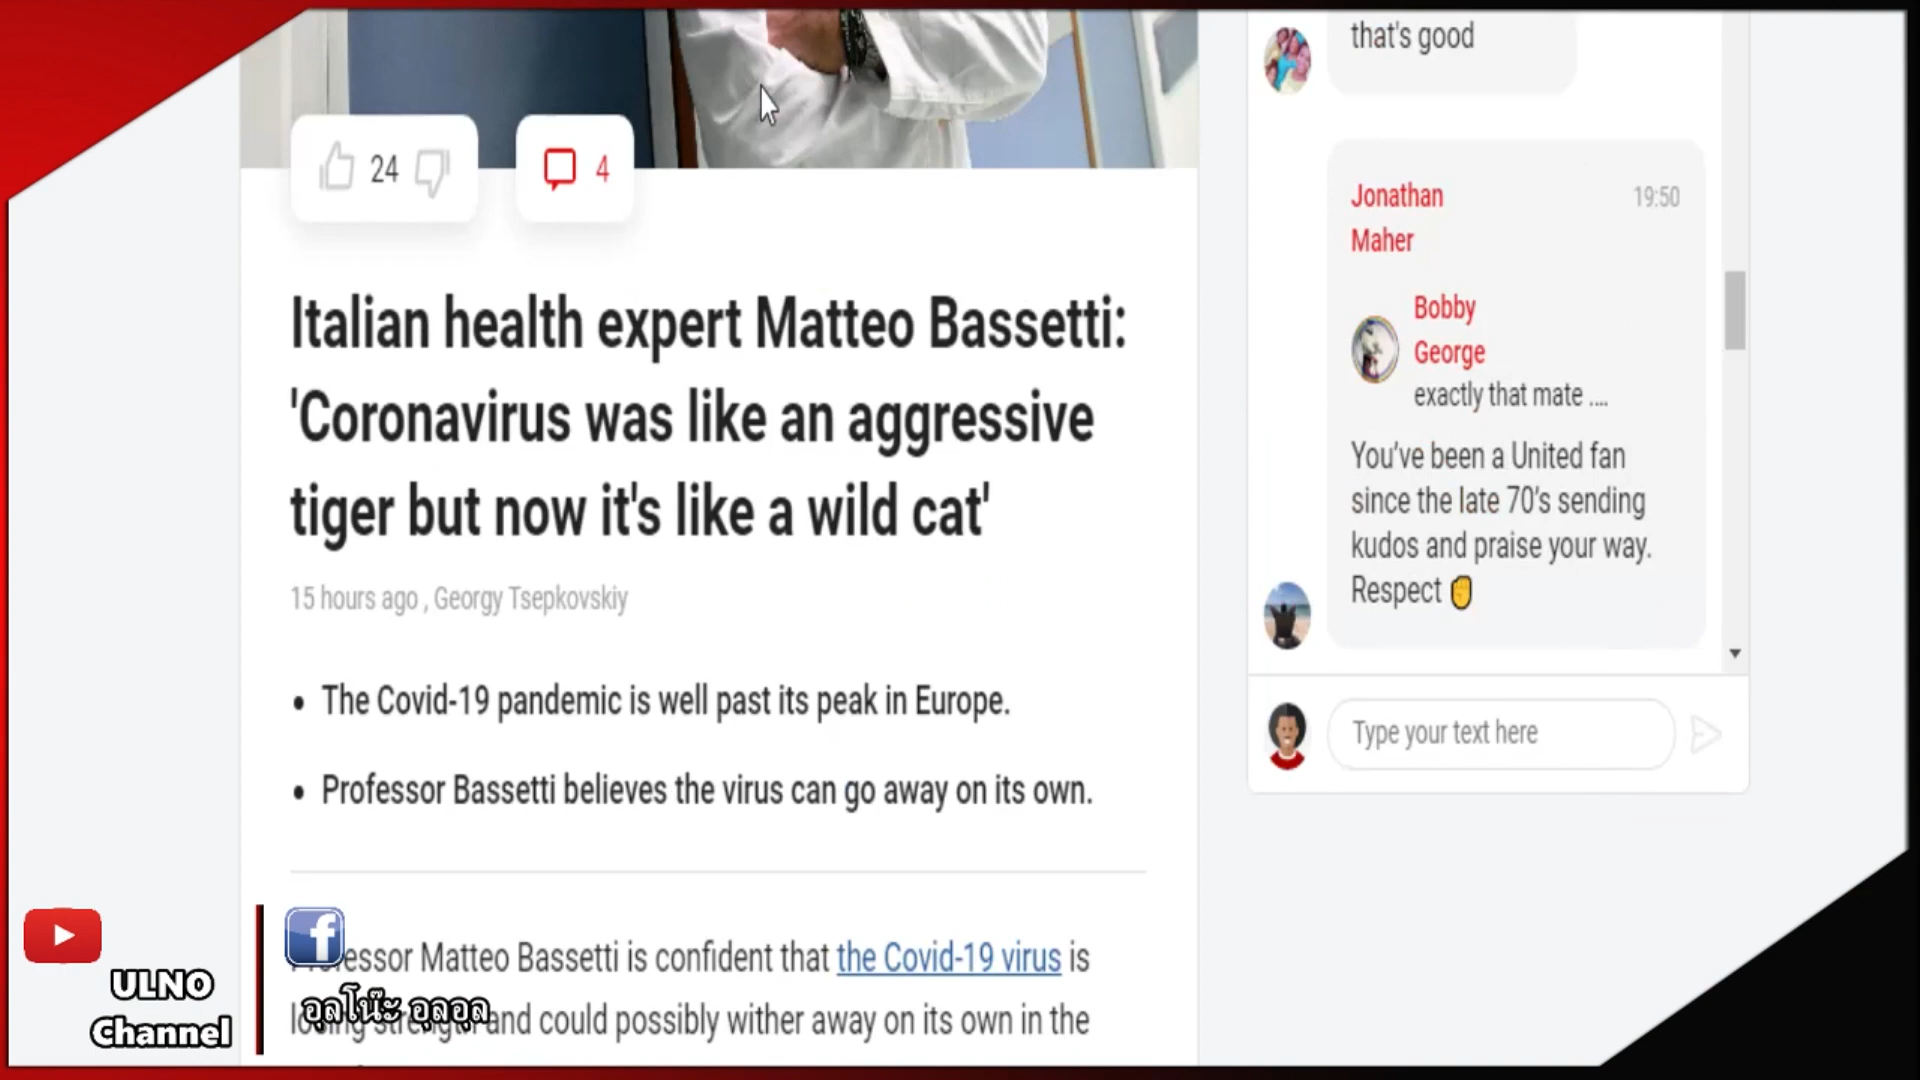 24
4
Italian health expert Matteo Bassetti:
'Coronavirus was like an aggressive
tiger but now it's like a wild cat'
15 hours ago , Georgy Tsepkovskiy
• The Covid-19 pandemic is well past its peak in Europe.
• Professor Bassetti believes the virus can go away on its own.
Matteo Bassetti is confident that the Covid-19 virus is
and could possibly wither away on its own in the
that's good
Jonathan
Maher
19:50
Bobby
George
exactly that mate ....
You’ve been a United fan
since the late 70’s sending
kudos and praise your way.
Respect ✊
Type your text here
ULNO
Channel
f
อุลโน๊ะ อุลอุล